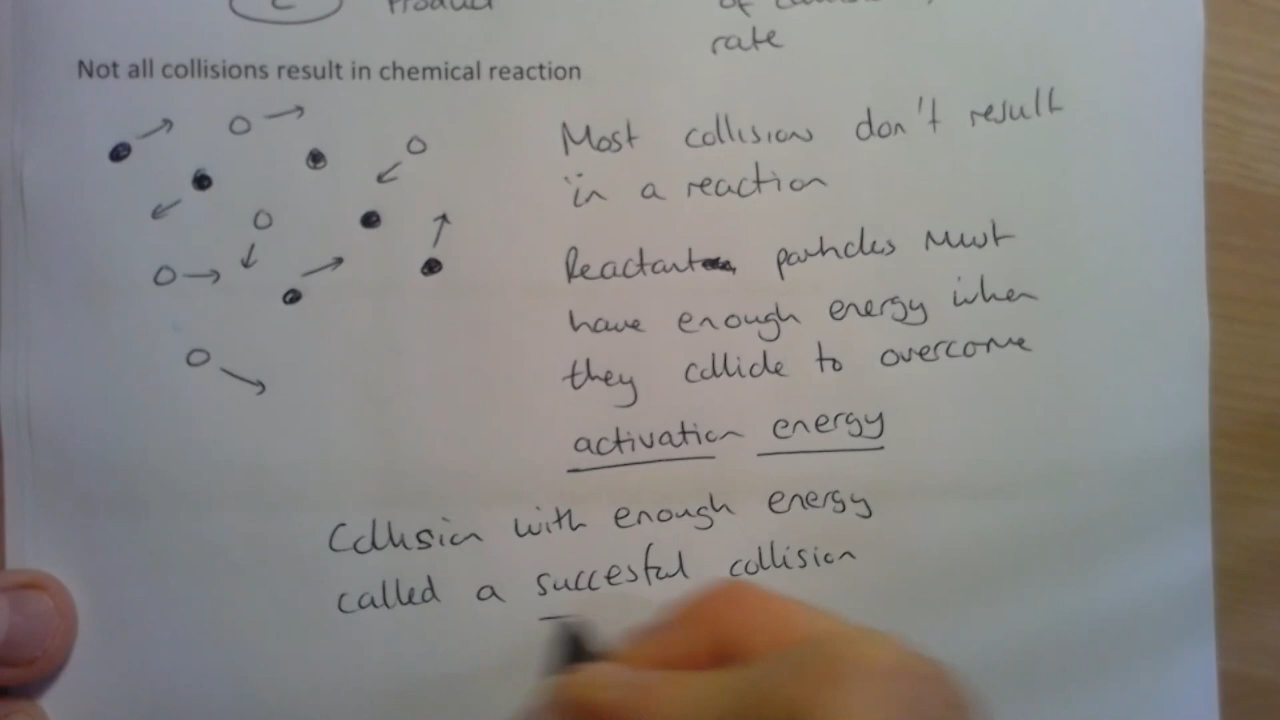 Product
rate
Not all collisions result in chemical reaction
Most collision don't result
in a reaction
Reactant particles must
have enough energy when
they collide to overcome
activation energy
Collision with enough energy
called a succesful collision